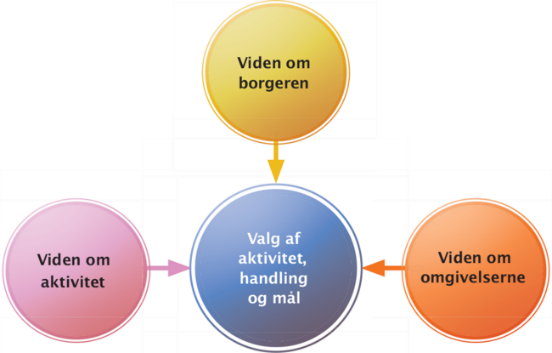 Viden om
borgeren
Viden om
aktivitet
Valg af
aktivitet,
handling
og mål
Viden om
omgivelserne